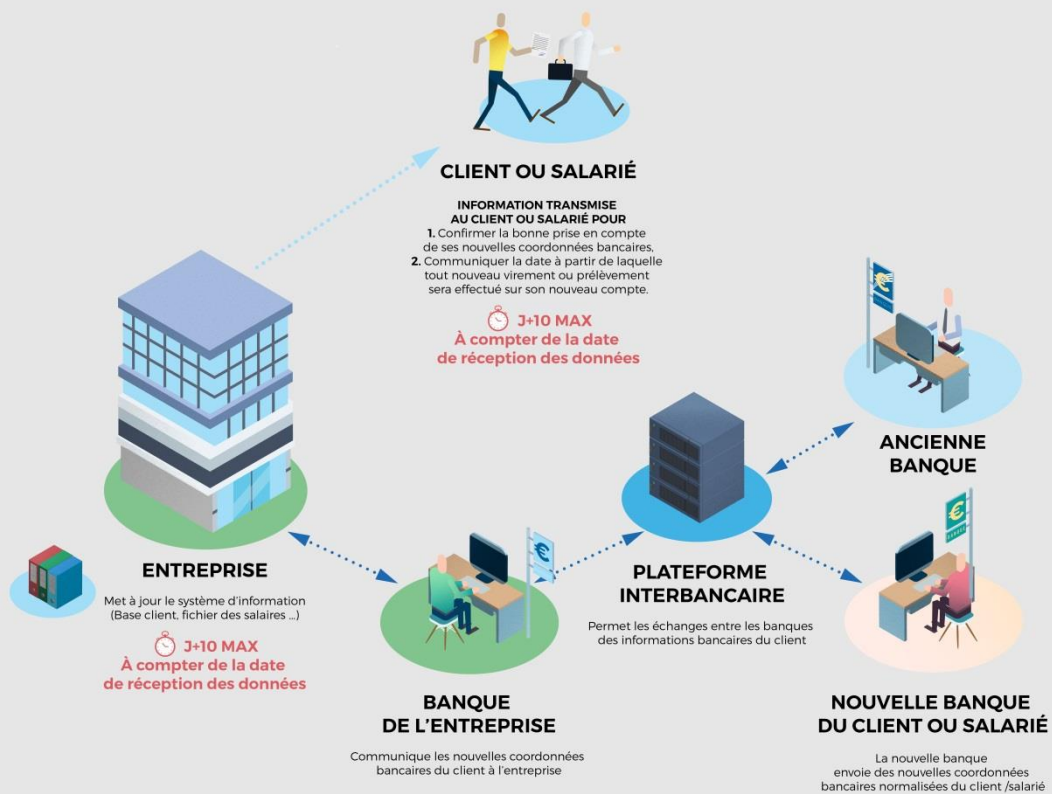 CLIENT OU SALARIÉ
INFORMATION TRANSMISE
AU CLIENT OU SALARIÉ POUR
1. Confirmer la bonne prise en compte
de ses nouvelles coordonnées bancaires,
2. Communiquer la date à partir de laquelle
tout nouveau virement ou prélèvement
sera effectué sur son nouveau compte.
J+10 MAX
À compter de la date
de réception des données
ANCIENNE
BANQUE
ENTREPRISE
Met à jour le système d'information
(Base client, fichier des salaires ...)
J+10 MAX
À compter de la date
de réception des données
€
BANQUE
DE L'ENTREPRISE
Communique les nouvelles coordonnées
bancaires du client à l'entreprise
PLATEFORME
INTERBANCAIRE
Permet les échanges entre les banques
des informations bancaires du client
€
BANQUE
NOUVELLE BANQUE
DU CLIENT OU SALARIÉ
La nouvelle banque
envoie des nouvelles coordonnées
bancaires normalisées du client /salarié